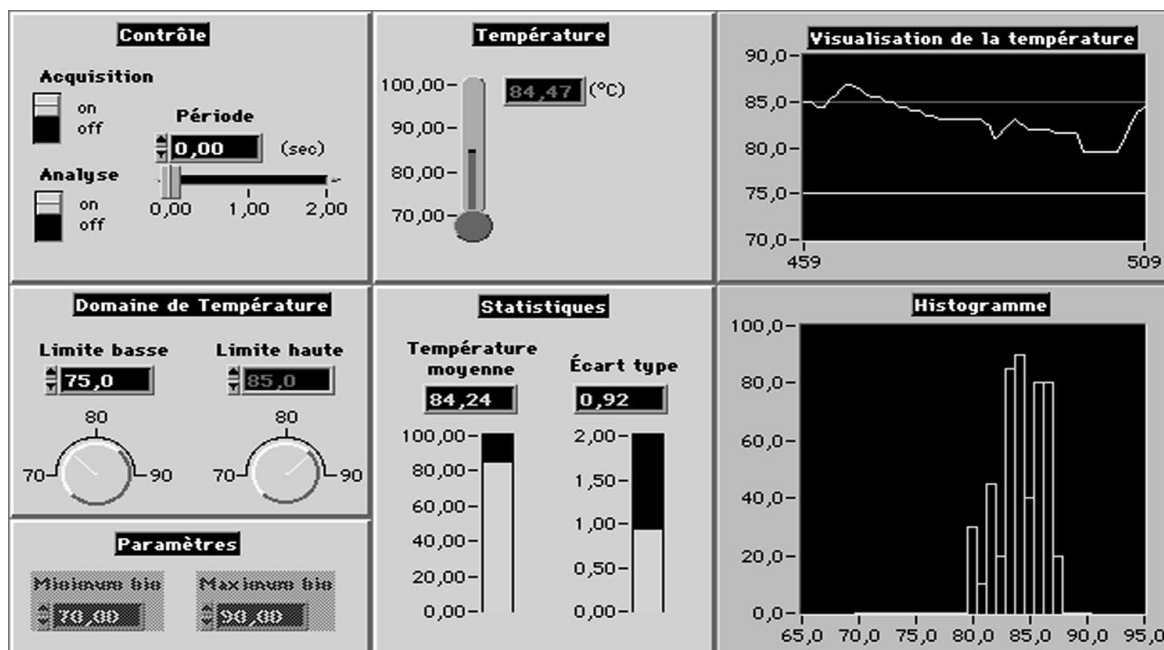 Contrôle
Acquisition
on
off
Période
0,00 (sec)
Analyse
on
off
0,00 1,00 2,00
Température
100,00
90,00
80,00
70,00
84,47 (°C)
Visualisation de la température
90,0
85,0
80,0
75,0
70,0
459 509
Domaine de Température
Limite basse
75,0
80
70 90
Limite haute
85,0
80
70 90
Paramètres
Minimum bio
70,00
Maximum bio
90,00
Statistiques
Température
moyenne
84,24
100,00
80,00
60,00
40,00
20,00
0,00
Écart type
0,92
2,00
1,50
1,00
0,50
0,00
Histogramme
100,0
80,0
60,0
40,0
20,0
0,0
65,0 70,0 75,0 80,0 85,0 90,0 95,0